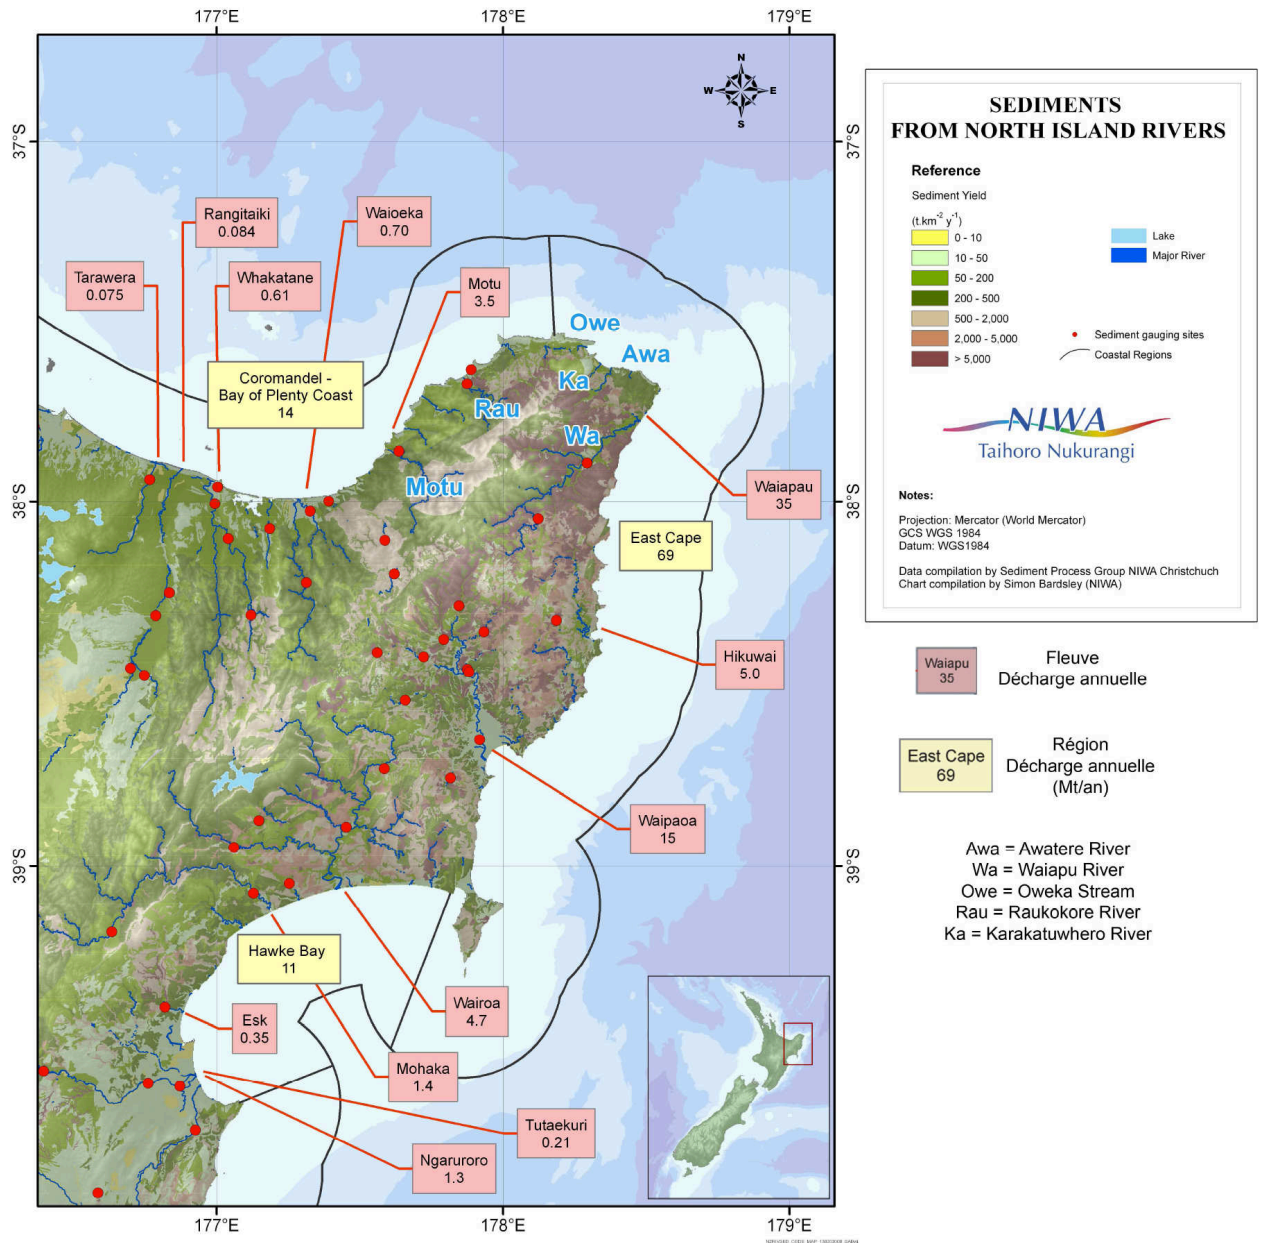 177°E
178°E
179°E
37°S
37°S
38°S
38°S
39°S
39°S
N
W
E
S
Rangitaiki
0.084
Waioeka
0.70
Tarawera
0.075
Whakatane
0.61
Motu
3.5
Coromandel -
Bay of Plenty Coast
14
Owe
Awa
Ka
Rau
Wa
Motu
Waiapau
35
East Cape
69
Hikuwai
5.0
Waipaoa
15
Hawke Bay
11
Wairoa
4.7
Esk
0.35
Mohaka
1.4
Tutaekuri
0.21
Ngaruroro
1.3
177°E
178°E
179°E
SEDIMENTS
FROM NORTH ISLAND RIVERS
Reference
Sediment Yield
(t.km-2 y-1)
0 - 10
10 - 50
50 - 200
200 - 500
500 - 2,000
2,000 - 5,000
> 5,000
Lake
Major River
Sediment gauging sites
Coastal Regions
NIWA
Taihoro Nukurangi
Notes:
Projection: Mercator (World Mercator)
GCS WGS 1984
Datum: WGS1984
Data compilation by Sediment Process Group NIWA Christchuch
Chart compilation by Simon Bardsley (NIWA)
Waiapu
35
Fleuve
Décharge annuelle
East Cape
69
Région
Décharge annuelle
(Mt/an)
Awa = Awatere River
Wa = Waiapu River
Owe = Oweka Stream
Rau = Raukokore River
Ka = Karakatuwhero River